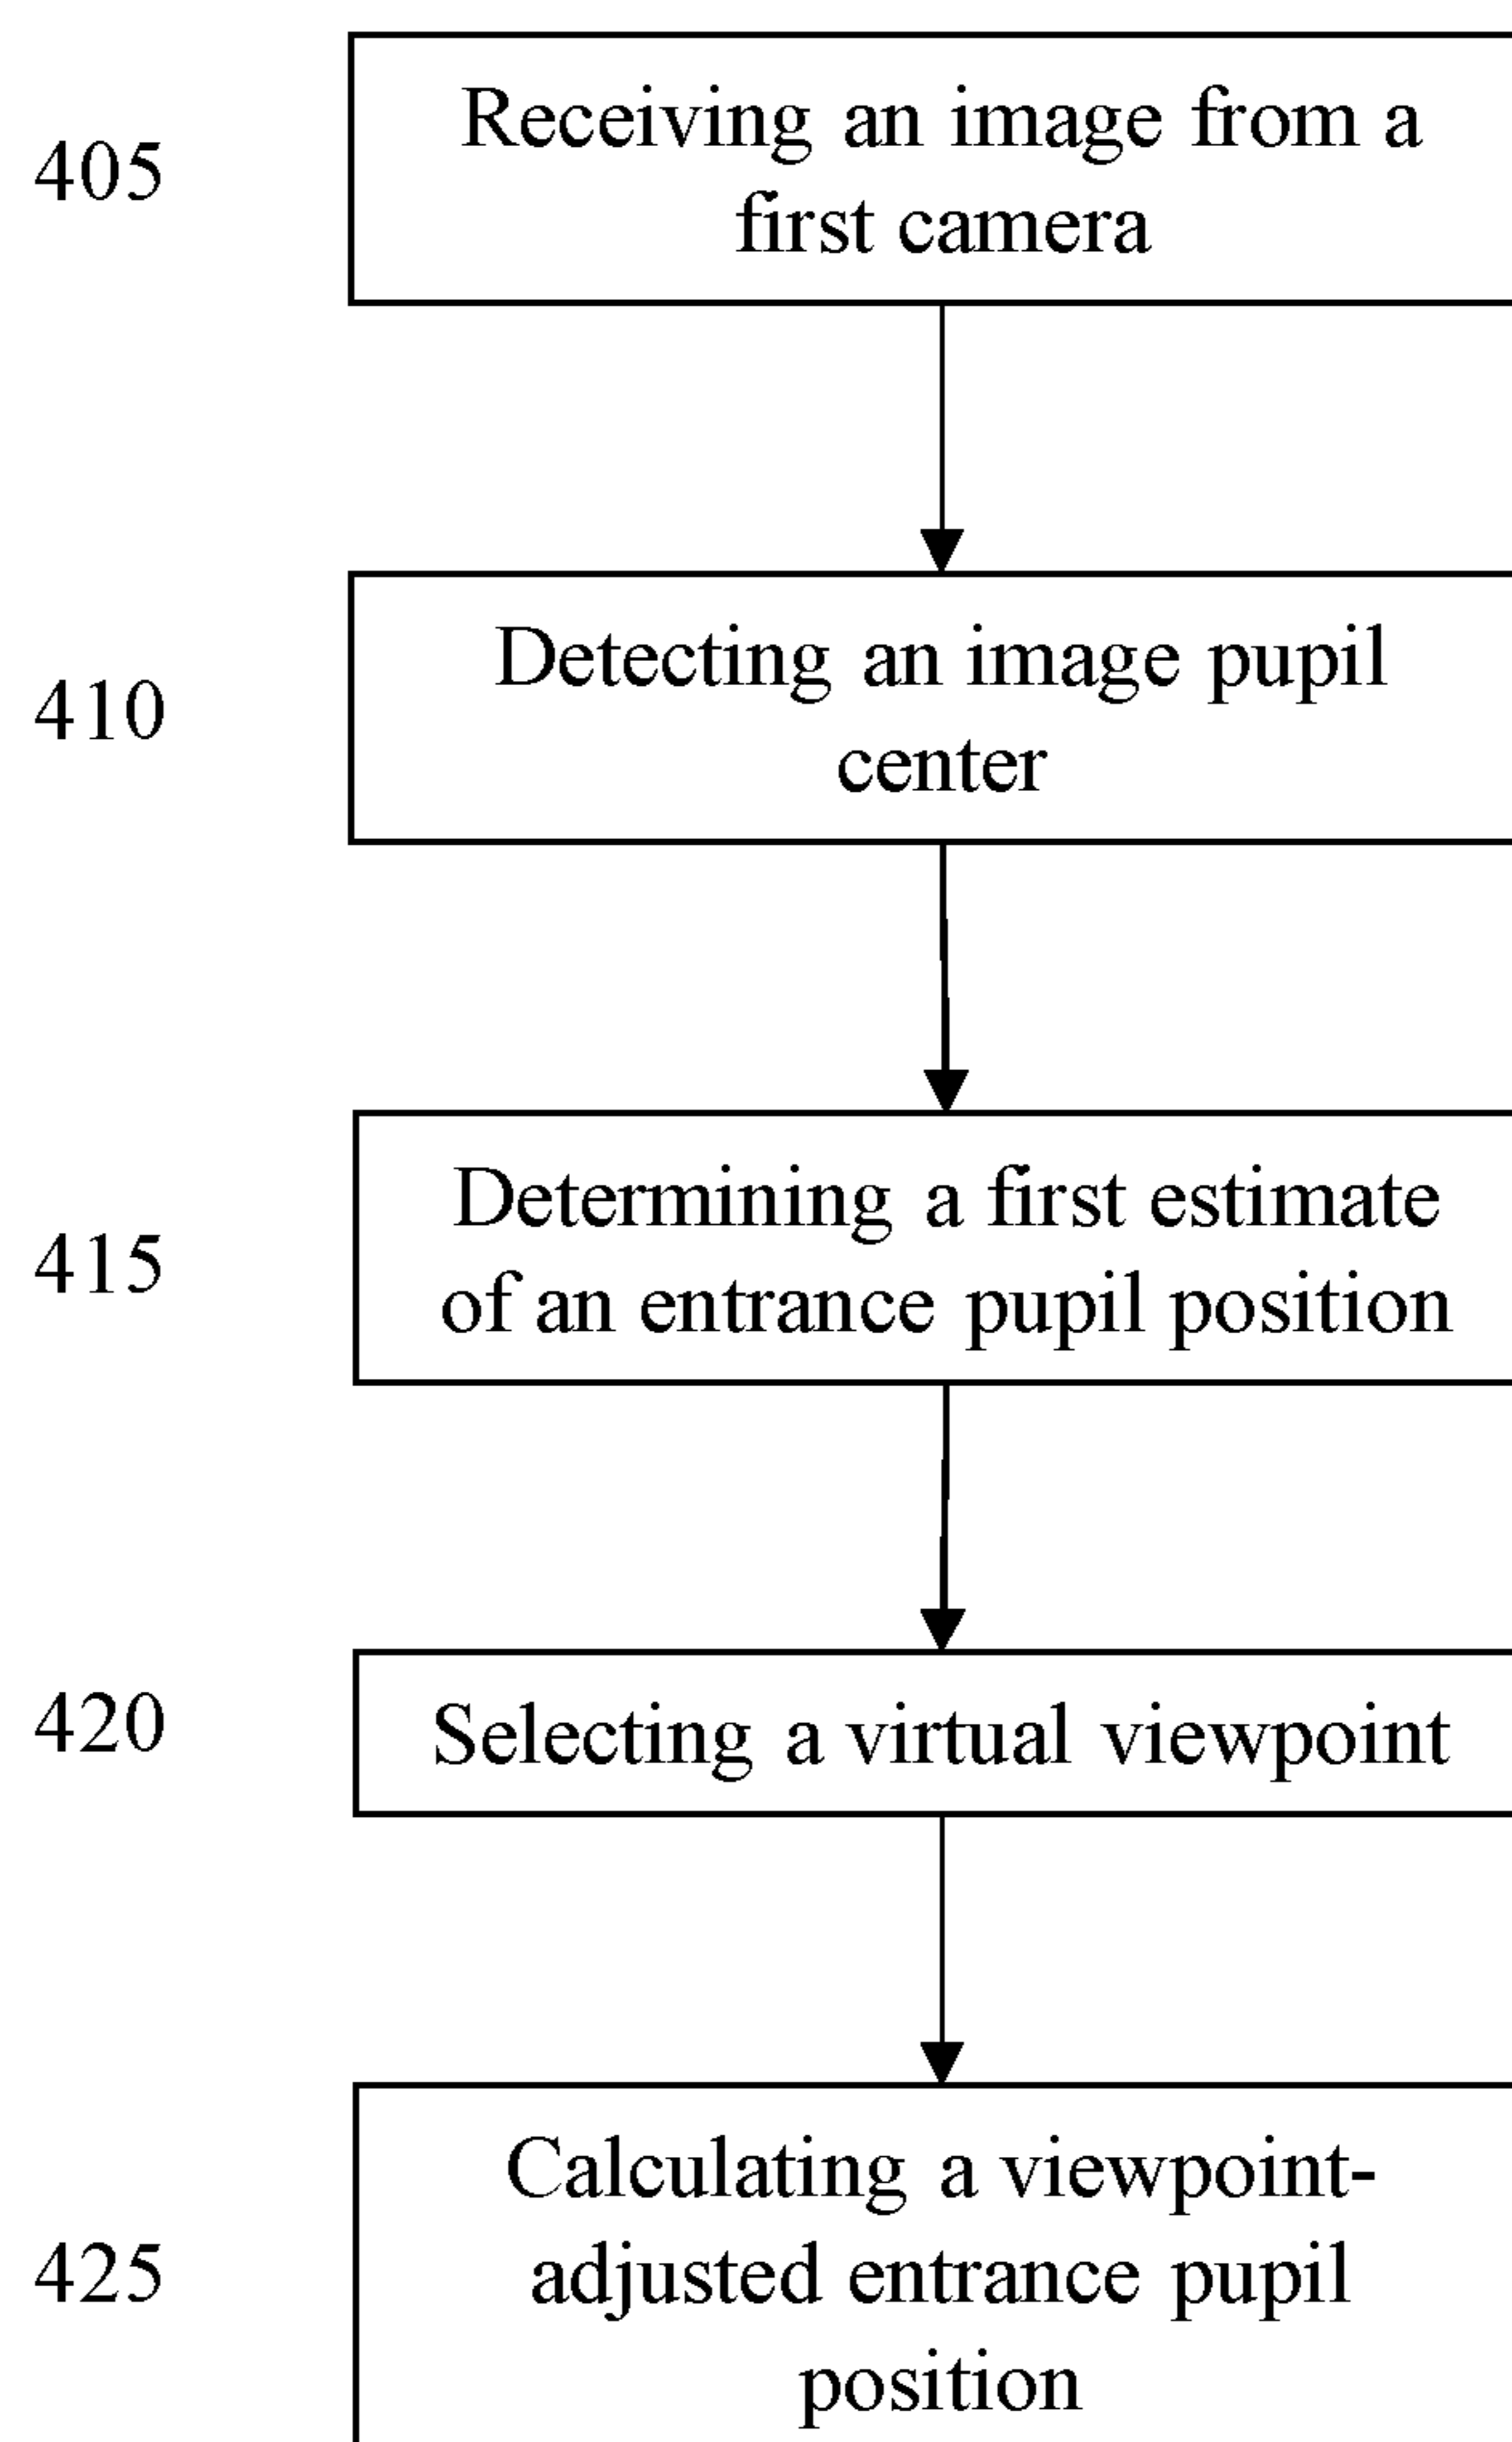 405
Receiving an image from a
first camera
410
Detecting an image pupil
center
415
Determining a first estimate
of an entrance pupil position
420
Selecting a virtual viewpoint
425
Calculating a viewpoint-
adjusted entrance pupil
position